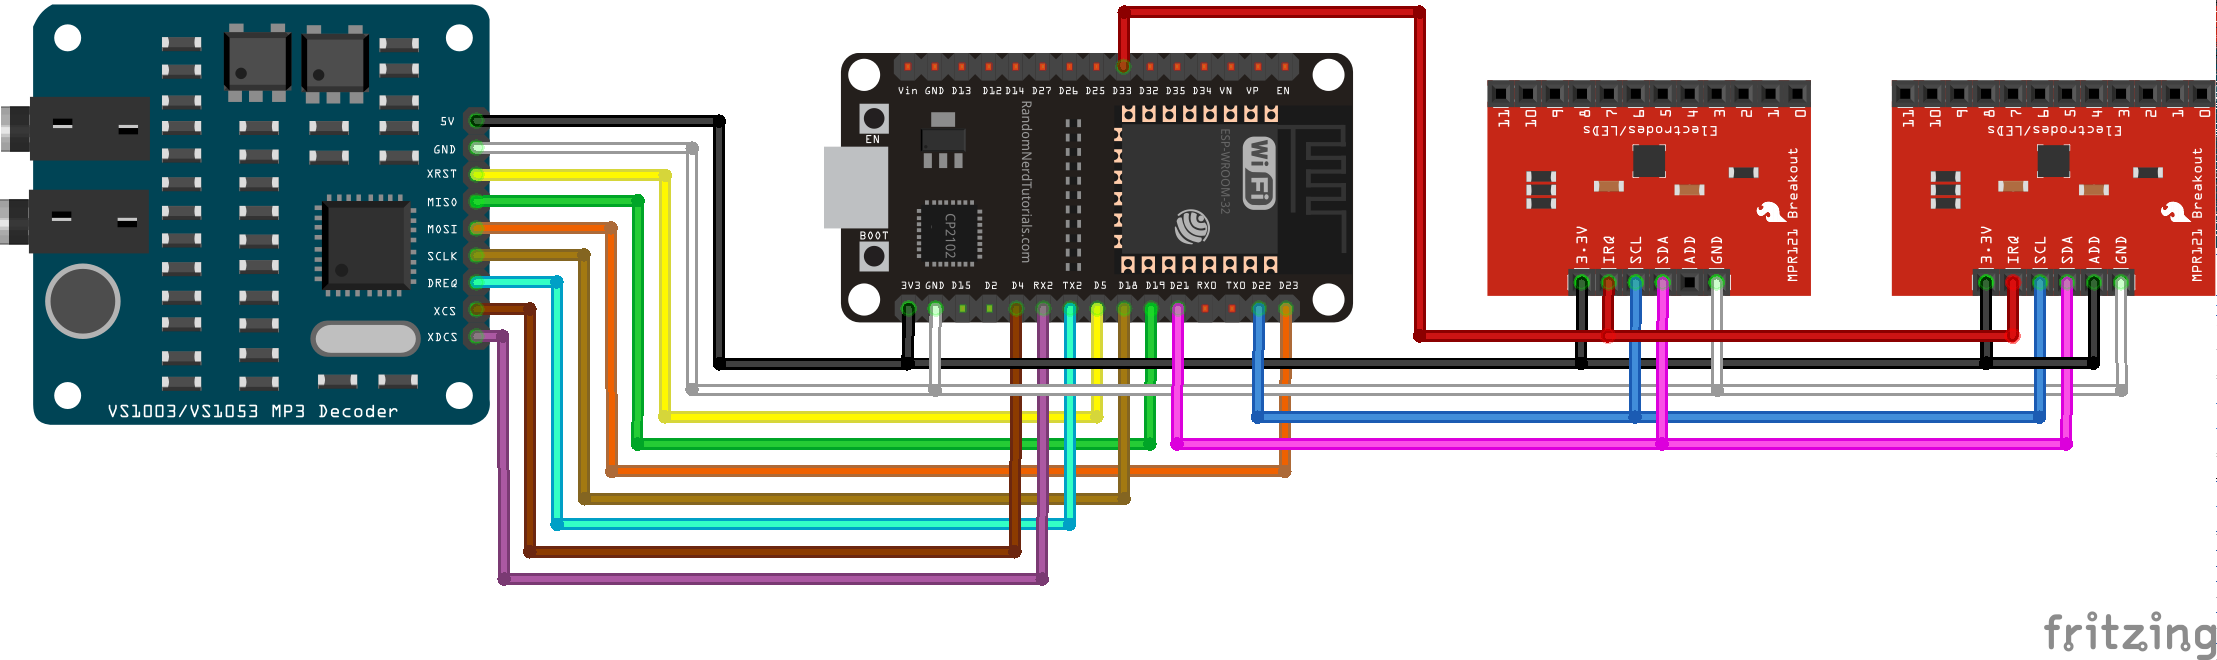 5V
GND
XRST
MISO
MOSI
SCLK
DREQ
XCS
XDCS
VS1003/VS1053 MP3 Decoder
Vin GND D13 D12 D14 D27 D26 D25 D33 D32 D35 D34 VN VP EN
EN
RandomNerdTutorials.com
CP2102
BOOT
ESP-WROOM-32
WiFi
3V3 GND D15 D2 D4 RX2 TX2 D5 D18 D19 D21 RX0 TX0 D22 D23
11 10 9 8 7 6 5 4 3 2 1 0
Electrodes/LEDs
MPR121 Breakout
3.3V IRQ SCL SDA ADD GND
11 10 9 8 7 6 5 4 3 2 1 0
Electrodes/LEDs
MPR121 Breakout
3.3V IRQ SCL SDA ADD GND
fritzing